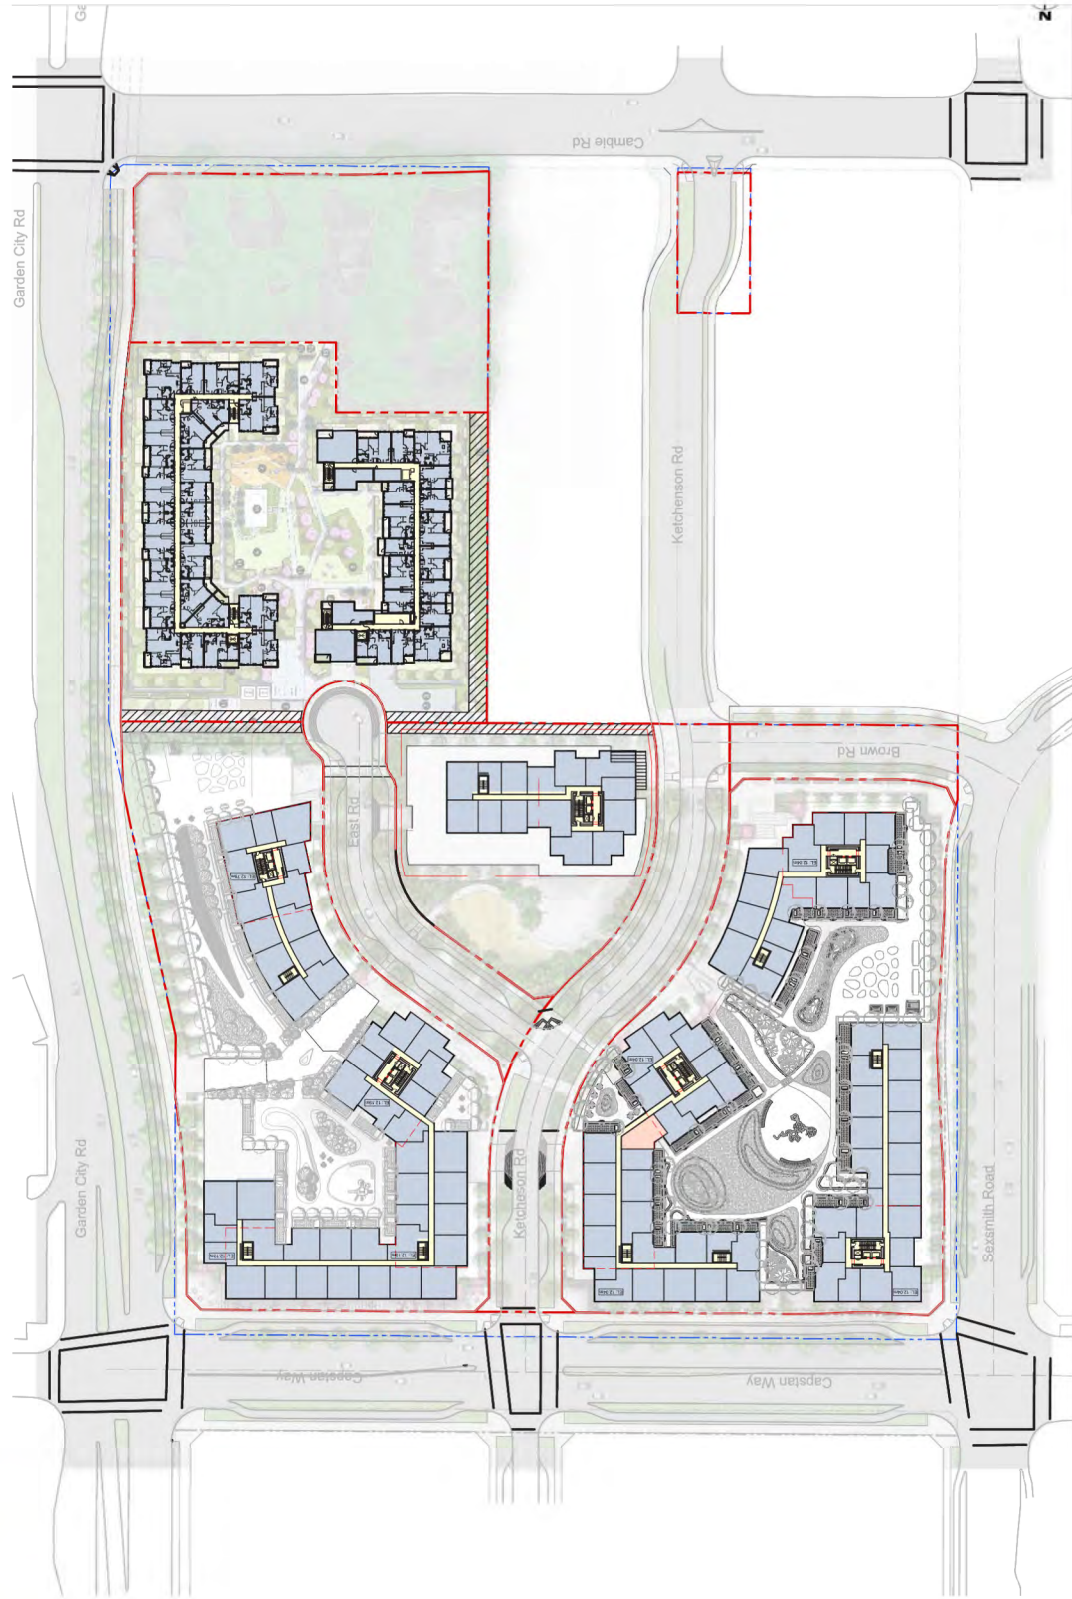 Ga
N
Cambie Rd
Garden City Rd
Ketchenson Rd
Brown Rd
East Rd
Garden City Rd
Ketchenson Rd
Sexsmith Road
Capstan Way
Capstan Way